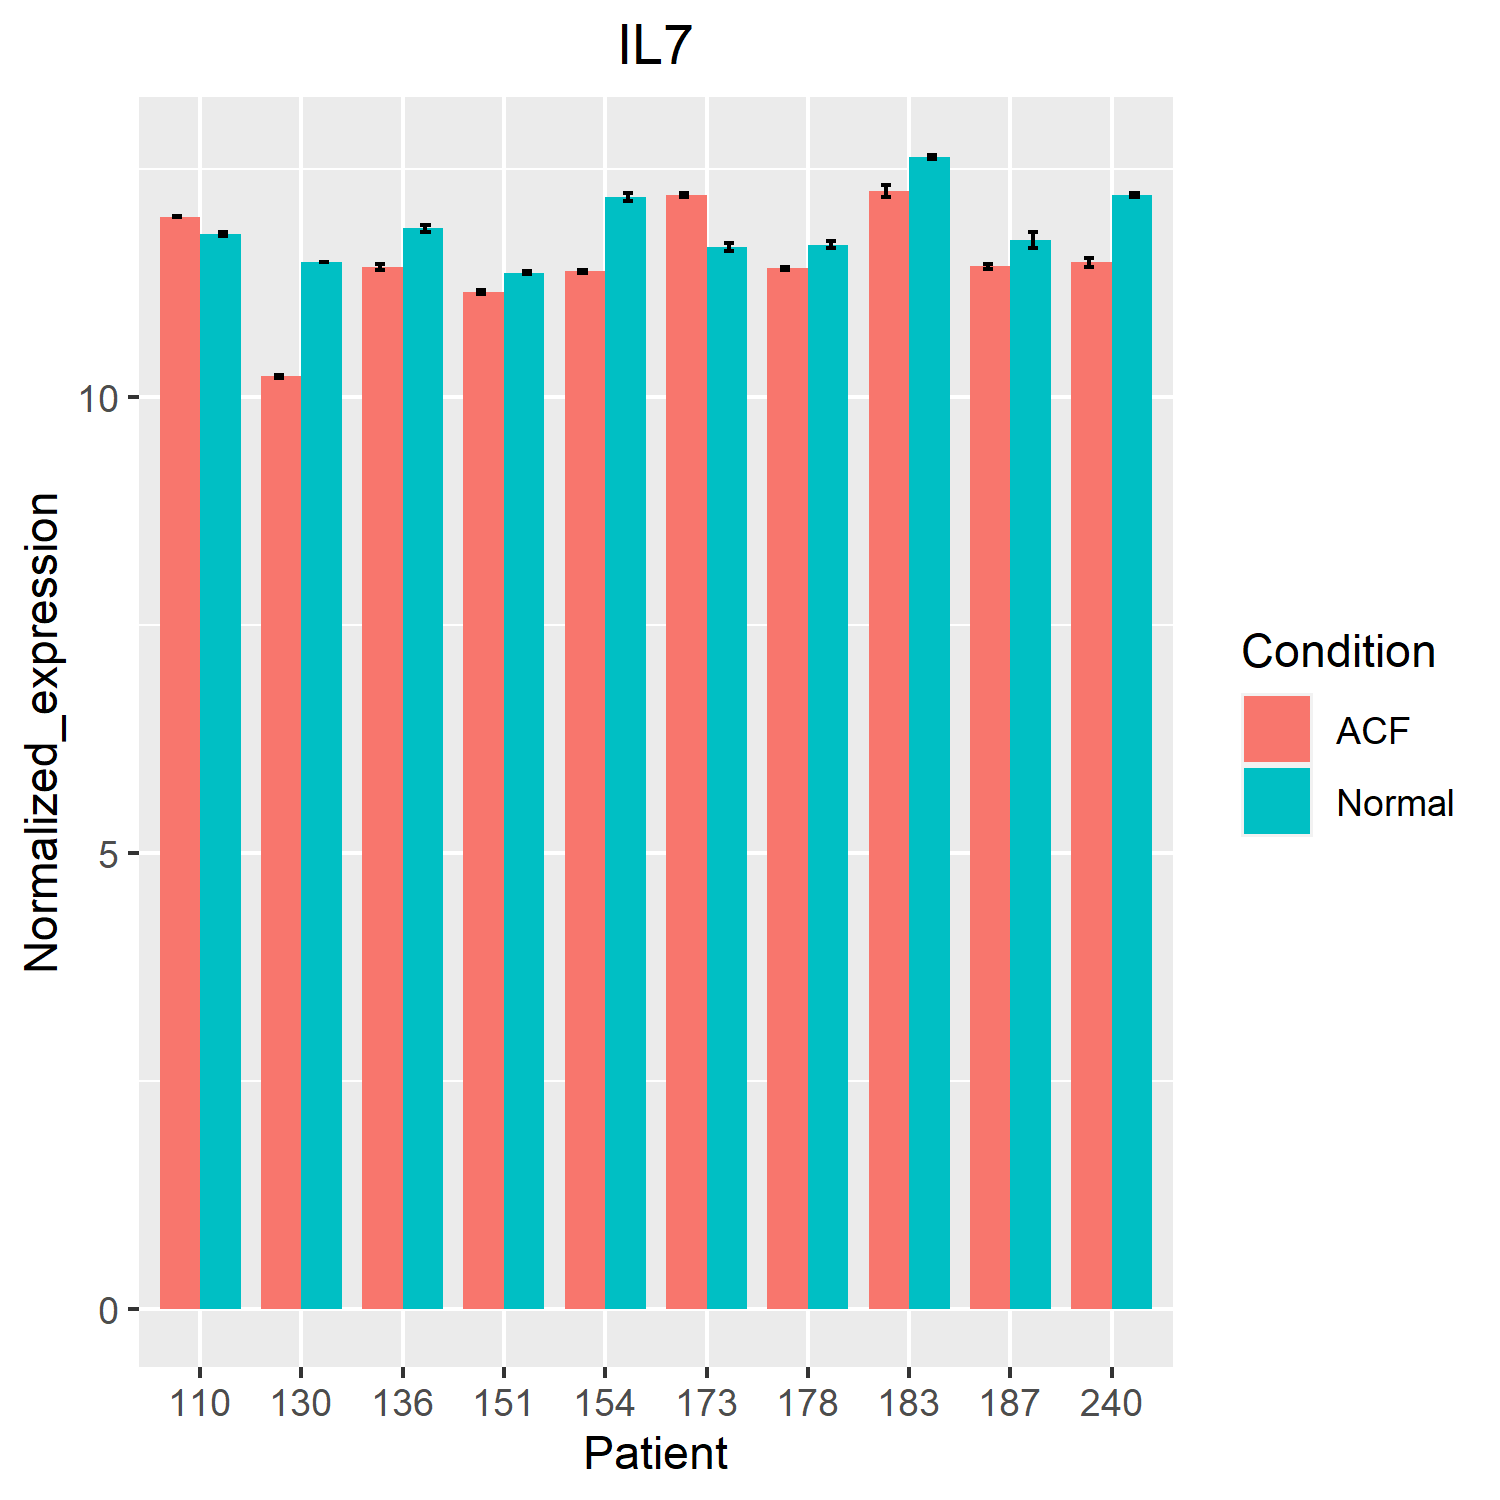 IL7
Normalized_expression
10
5
0
110 130 136 151 154 173 178 183 187 240
Patient
Condition
ACF
Normal